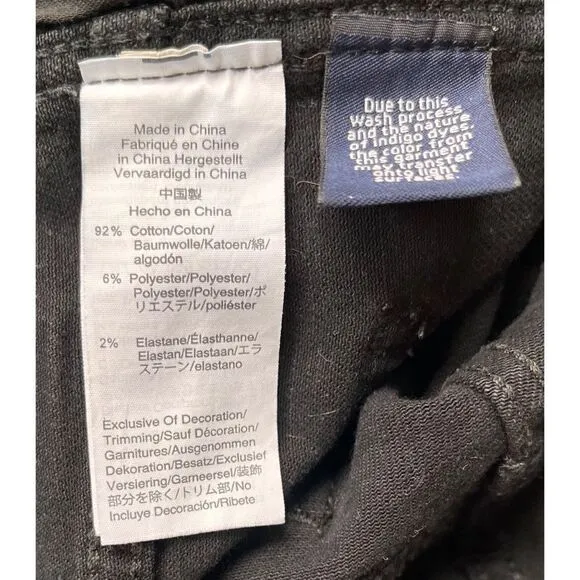 Made in China
Fabriqué en Chine
in China Hergestellt
Vervaardigd in China
中国製
Hecho en China
92% Cotton/Coton/
Baumwolle/Katoen/綿/
algodón
6% Polyester/Polyester/
Polyester/Polyester/ポ
リエステル/poliéster
2% Elastane/Élasthanne/
Elastan/Elastaan/エラ
ステーン/elastano
Exclusive Of Decoration/
Trimming/Sauf Décoration/
Garnitures/Ausgenommen
Dekoration/Besatz/Exclusief
Versiering/Garneersel/装飾
部分を除く/トリム部/No
Incluye Decoración/Ribete
Due to this
wash process
and the nature
of indigo dyes,
the color from
this garment
may transfer
onto light
surfaces.